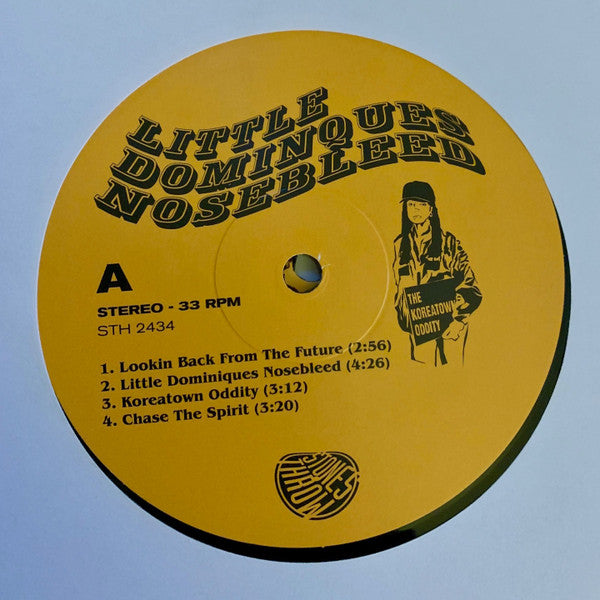 LITTLE
DOMINQUES
NOSEBLEED
A
STEREO - 33 RPM
STH 2434
THE
KOREATOWN
ODDITY
1. Lookin Back From The Future (2:56)
2. Little Dominiques Nosebleed (4:26)
3. Koreatown Oddity (3:12)
4. Chase The Spirit (3:20)
STONES
THROW